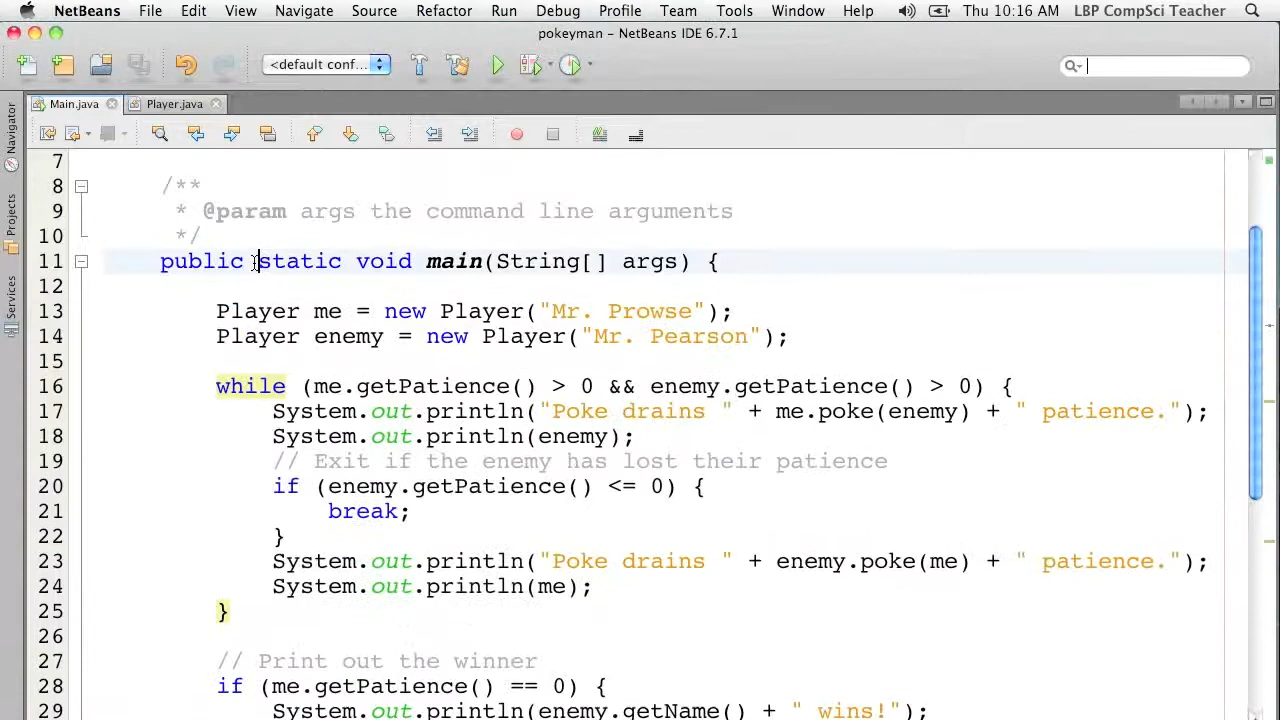 NetBeans File Edit View Navigate Source Refactor Run Debug Profile Team Tools Window Help Thu 10:16 AM LBP CompSci Teacher
pokeyman – NetBeans IDE 6.7.1
<default conf...
Main.java Player.java
Navigator
Projects
Services
7
8 /**
9 * @param args the command line arguments
10 */
11 public static void main(String[] args) {
12
13 Player me = new Player("Mr. Prowse");
14 Player enemy = new Player("Mr. Pearson");
15
16 while (me.getPatience() > 0 && enemy.getPatience() > 0) {
17 System.out.println("Poke drains " + me.poke(enemy) + " patience.");
18 System.out.println(enemy);
19 // Exit if the enemy has lost their patience
20 if (enemy.getPatience() <= 0) {
21 break;
22 }
23 System.out.println("Poke drains " + enemy.poke(me) + " patience.");
24 System.out.println(me);
25 }
26
27 // Print out the winner
28 if (me.getPatience() == 0) {
29 System.out.println(enemy.getName() + " wins!");